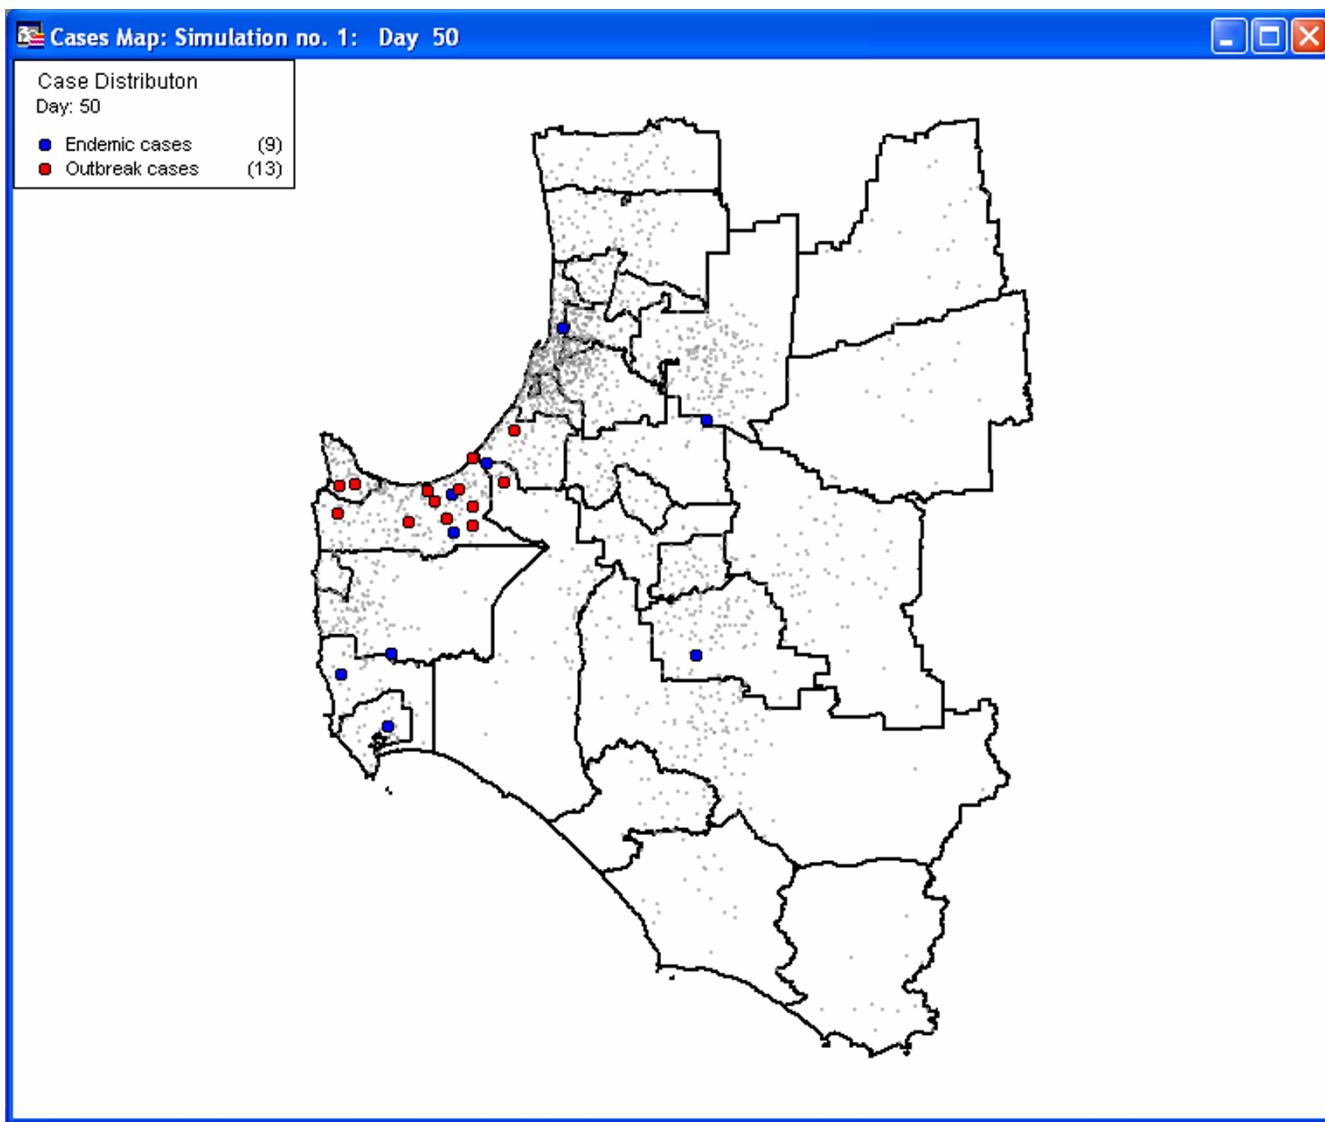 Cases Map: Simulation no. 1: Day 50
Case Distributon
Day: 50
Endemic cases (9)
Outbreak cases (13)